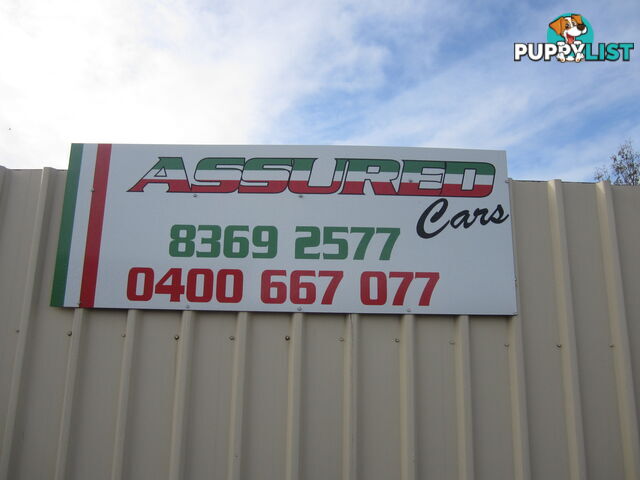 PUPPYLIST
ASSURED
Cars
8369 2577
0400 667 077